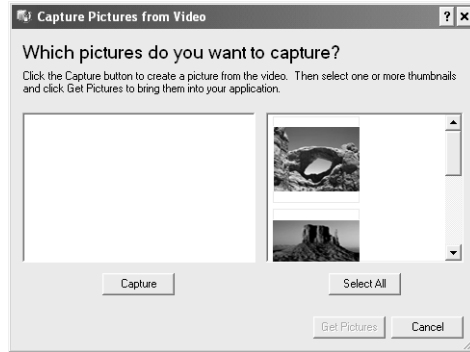 Capture Pictures from Video
Which pictures do you want to capture?
Click the Capture button to create a picture from the video. Then select one or more thumbnails
and click Get Pictures to bring them into your application.
Capture
Select All
Get Pictures
Cancel